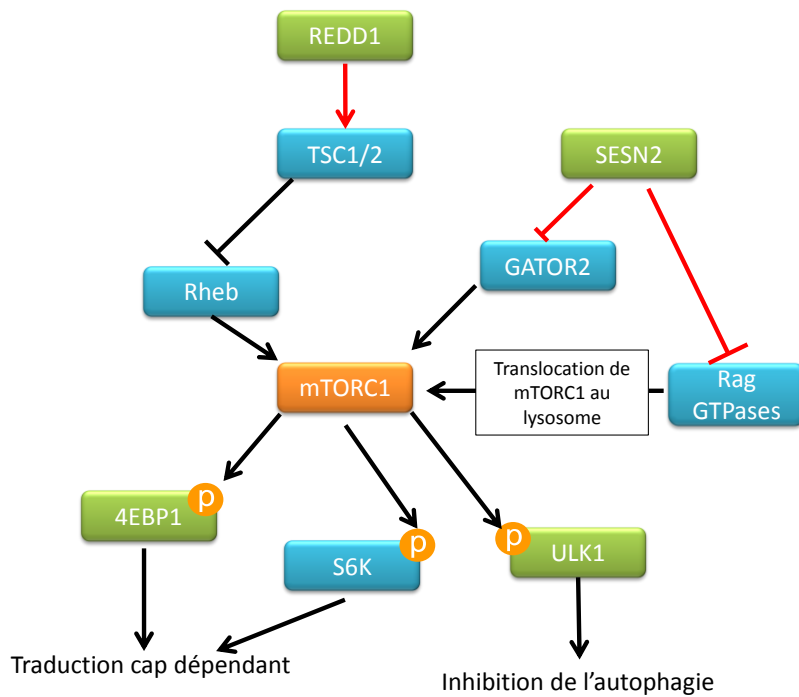 REDD1
TSC1/2
SESN2
GATOR2
Rheb
Translocation de
mTORC1 au
lysosome
Rag
GTPases
mTORC1
p
4EBP1
p
S6K
p
ULK1
Traduction cap dépendant
Inhibition de l'autophagie